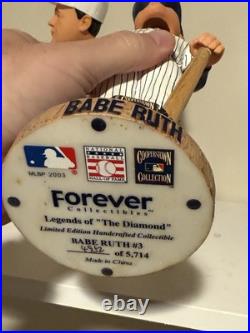 BABE RUTH
MLBP 2003
NATIONAL
BASEBALL
HALL OF FAME
COOPERSTOWN
COLLECTION
Forever
Collectibles
Legends of "The Diamond"
Limited Edition Handcrafted Collectible
BABE RUTH #3
of 5,714
Made in China